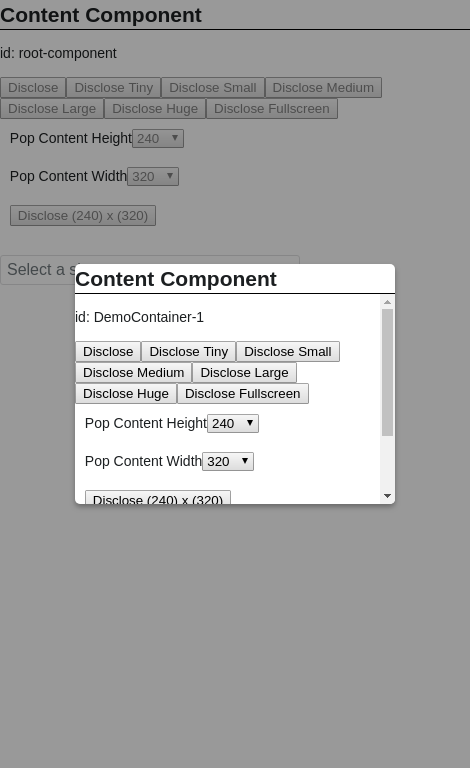 Content Component
id: root-component
Disclose Disclose Tiny Disclose Small Disclose Medium
Disclose Large Disclose Huge Disclose Fullscreen
Pop Content Height 240
Pop Content Width 320
Disclose (240) x (320)
Select a s
Content Component
id: DemoContainer-1
Disclose Disclose Tiny Disclose Small
Disclose Medium Disclose Large
Disclose Huge Disclose Fullscreen
Pop Content Height 240
Pop Content Width 320
Disclose (240) x (320)